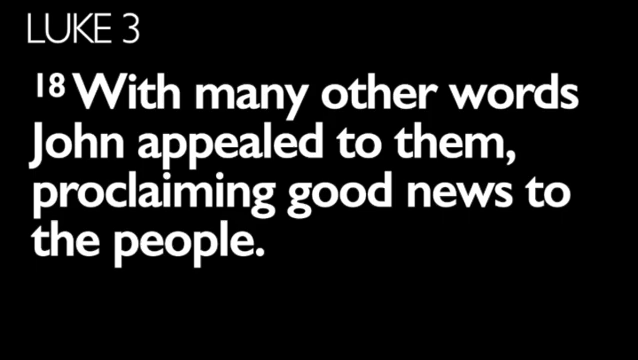 LUKE 3
18 With many other words
John appealed to them,
proclaiming good news to
the people.